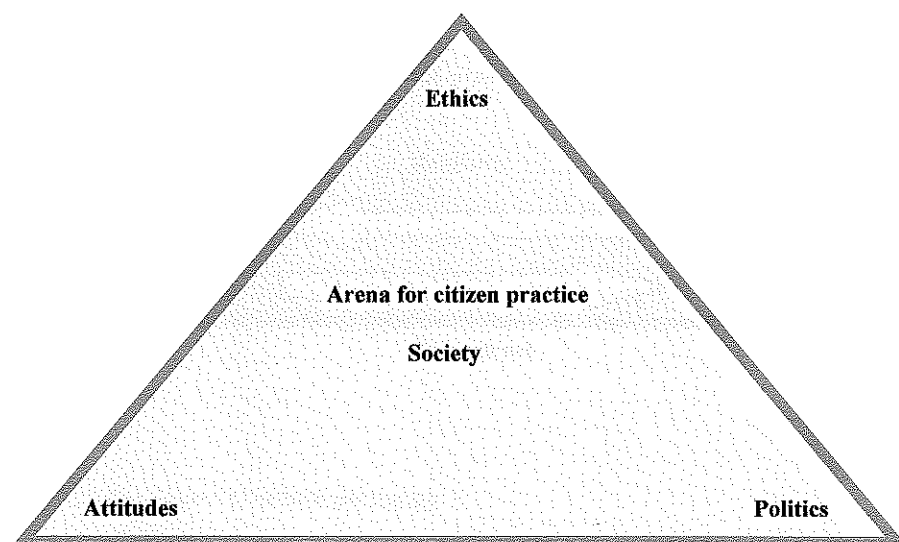 Ethics
Arena for citizen practice
Society
Attitudes
Politics